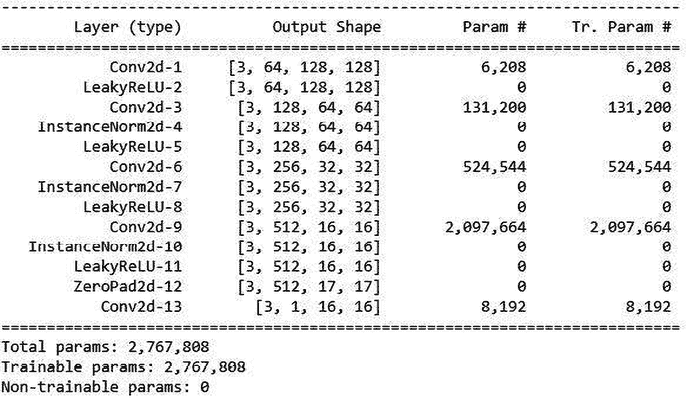 Layer (type) Output Shape Param # Tr. Param #
Conv2d-1 [3, 64, 128, 128] 6,208 6,208
LeakyReLU-2 [3, 64, 128, 128] 0 0
Conv2d-3 [3, 128, 64, 64] 131,200 131,200
InstanceNorm2d-4 [3, 128, 64, 64] 0 0
LeakyReLU-5 [3, 128, 64, 64] 0 0
Conv2d-6 [3, 256, 32, 32] 524,544 524,544
InstanceNorm2d-7 [3, 256, 32, 32] 0 0
LeakyReLU-8 [3, 256, 32, 32] 0 0
Conv2d-9 [3, 512, 16, 16] 2,097,664 2,097,664
InstanceNorm2d-10 [3, 512, 16, 16] 0 0
LeakyReLU-11 [3, 512, 16, 16] 0 0
ZeroPad2d-12 [3, 512, 17, 17] 0 0
Conv2d-13 [3, 1, 16, 16] 8,192 8,192
Total params: 2,767,808
Trainable params: 2,767,808
Non-trainable params: 0